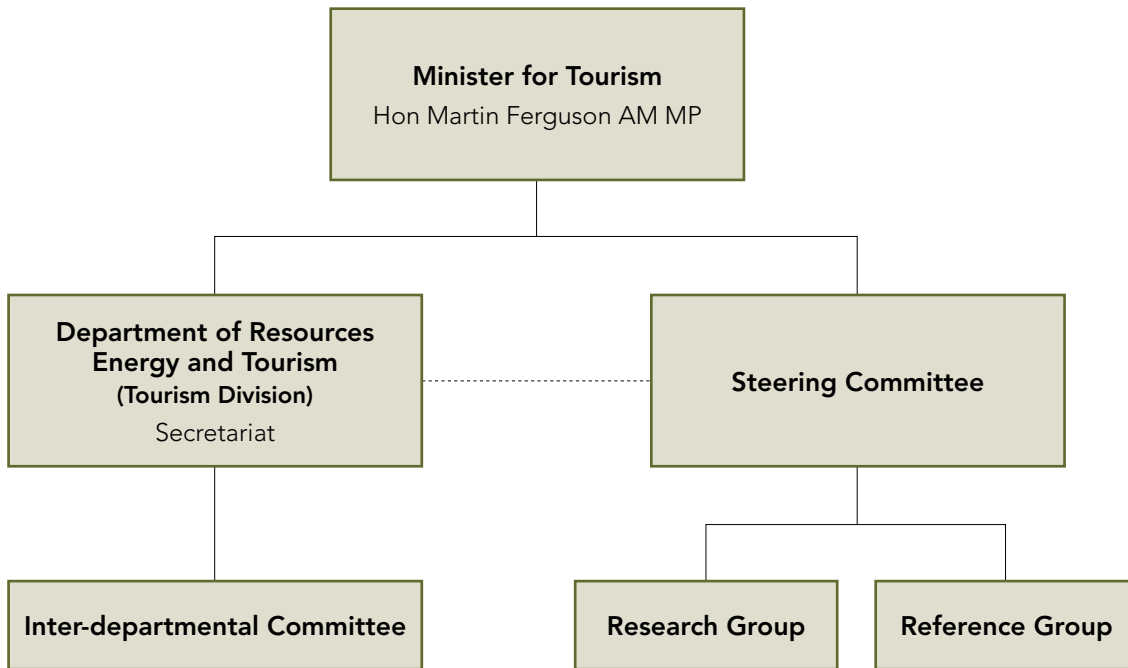 Minister for Tourism
Hon Martin Ferguson AM MP
Department of Resources
Energy and Tourism
(Tourism Division)
Secretariat
Steering Committee
Inter-departmental Committee
Research Group
Reference Group